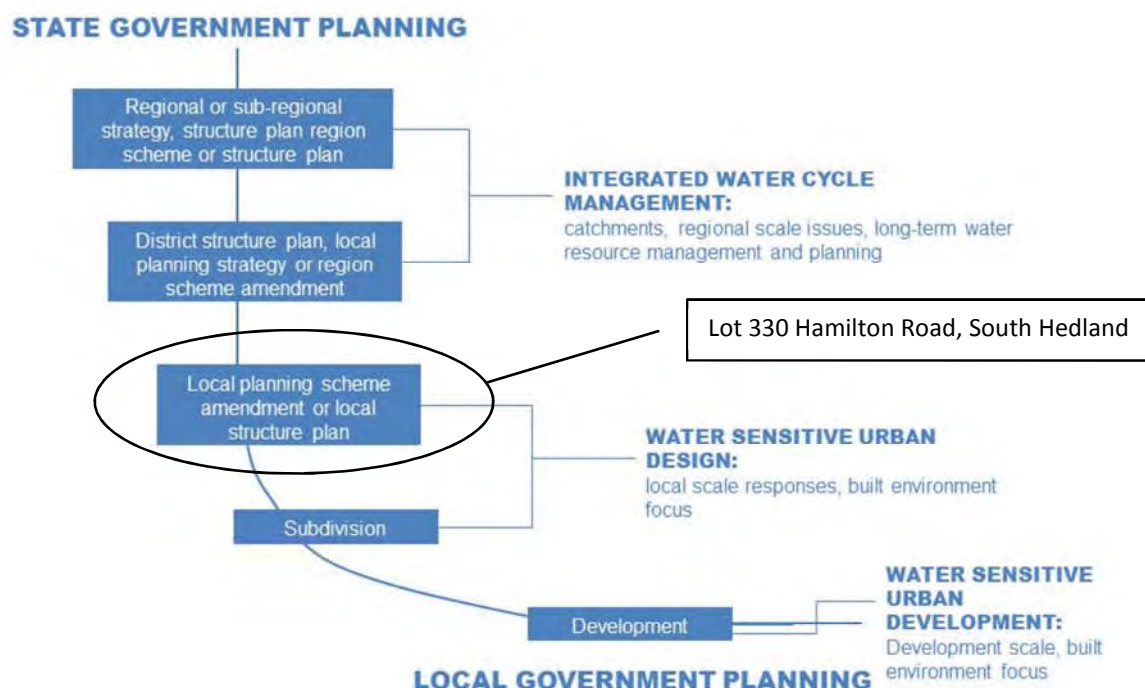 STATE GOVERNMENT PLANNING
Regional or sub-regional
strategy, structure plan region
scheme or structure plan
INTEGRATED WATER CYCLE
MANAGEMENT:
catchments, regional scale issues, long-term water
resource management and planning
District structure plan, local
planning strategy or region
scheme amendment
Lot 330 Hamilton Road, South Hedland
Local planning scheme
amendment or local
structure plan
WATER SENSITIVE URBAN
DESIGN:
local scale responses, built environment
focus
Subdivision
WATER SENSITIVE
URBAN
DEVELOPMENT:
Development scale, built
environment focus
Development
LOCAL GOVERNMENT PLANNING